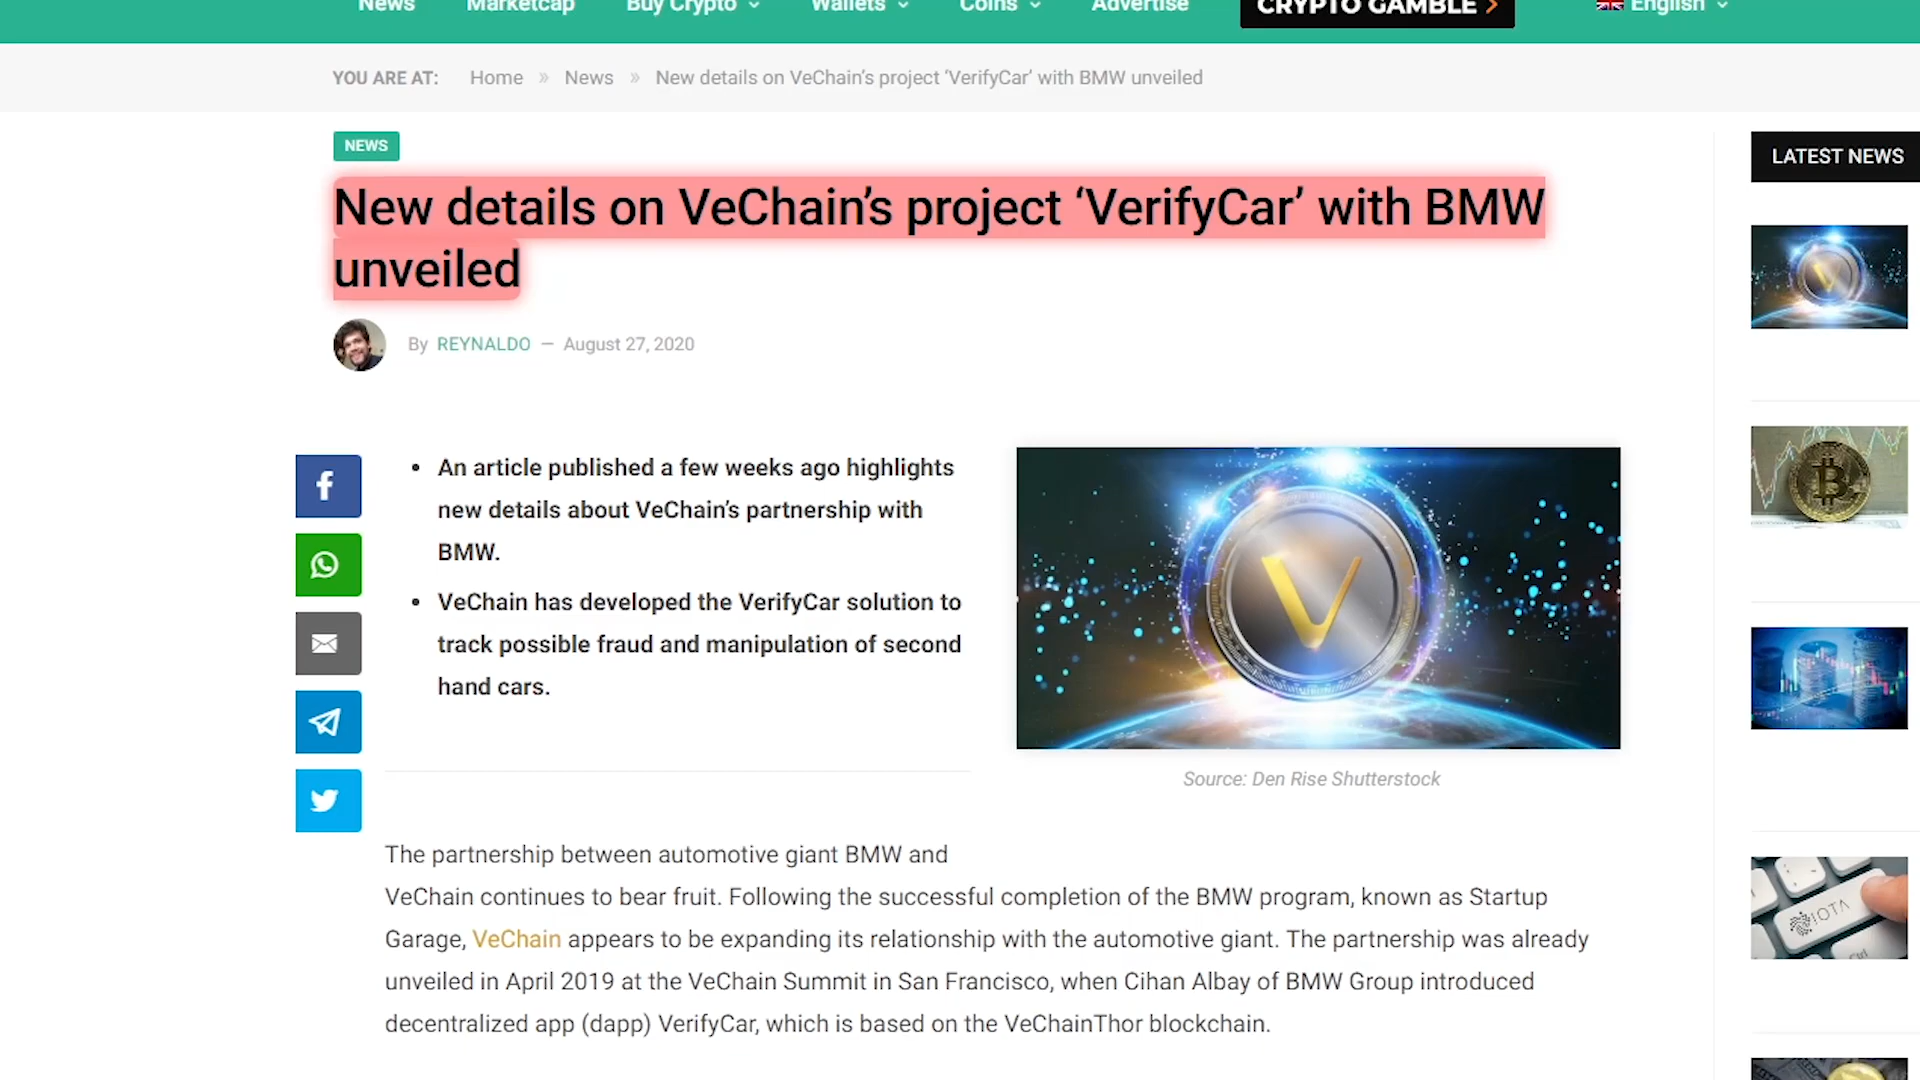 News Marketcap Buy Crypto Wallets Coins Advertise CRYPTO GAMBLE English
YOU ARE AT: Home » News » New details on VeChain’s project ‘VerifyCar’ with BMW unveiled
NEWS
LATEST NEWS
New details on VeChain’s project ‘VerifyCar’ with BMW
unveiled
By REYNALDO — August 27, 2020
• An article published a few weeks ago highlights
new details about VeChain’s partnership with
BMW.
• VeChain has developed the VerifyCar solution to
track possible fraud and manipulation of second
hand cars.
Source: Den Rise Shutterstock
The partnership between automotive giant BMW and
VeChain continues to bear fruit. Following the successful completion of the BMW program, known as Startup
Garage, VeChain appears to be expanding its relationship with the automotive giant. The partnership was already
unveiled in April 2019 at the VeChain Summit in San Francisco, when Cihan Albay of BMW Group introduced
decentralized app (dapp) VerifyCar, which is based on the VeChainThor blockchain.
IOTA
Ctrl